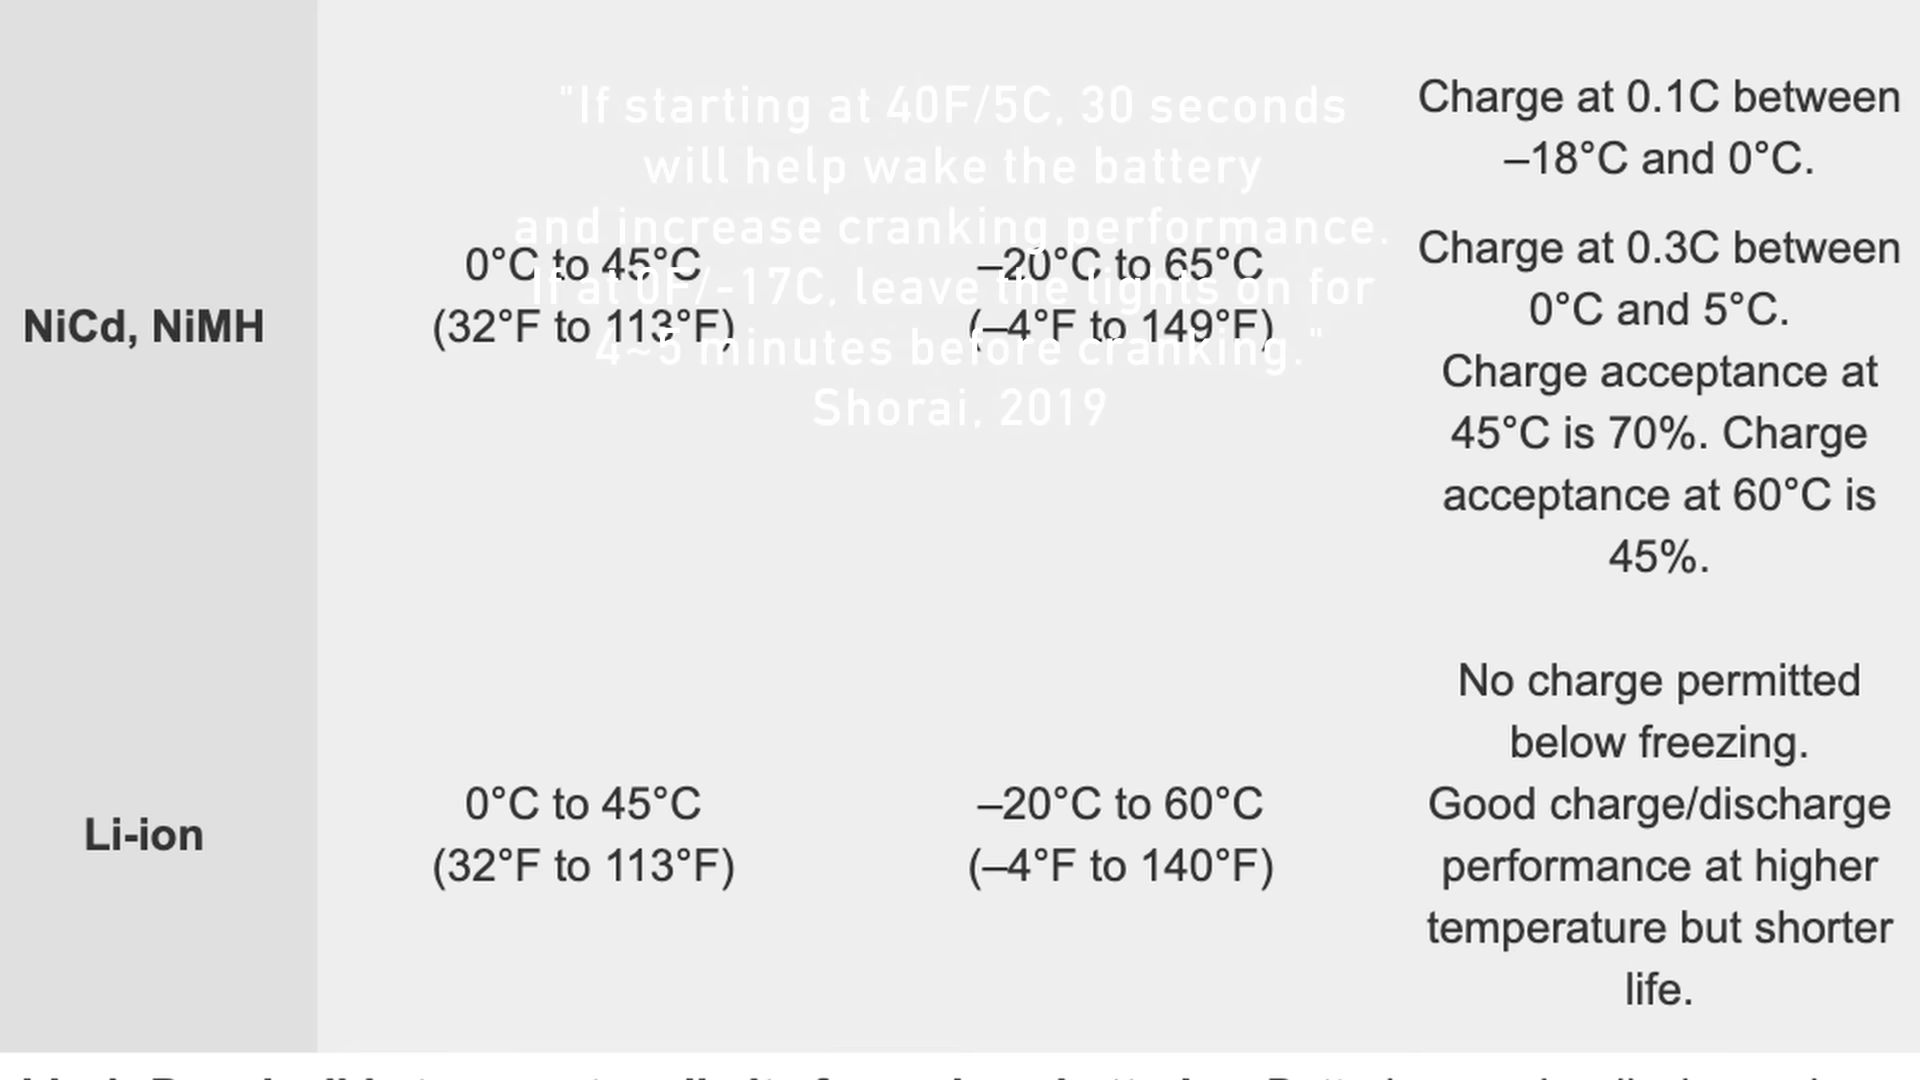 "If starting at 40F/5C, 30 seconds
will help wake the battery
and increase cranking performance.
If at 0F/-17C, leave the lights on for
4~5 minutes before cranking."
Shorai, 2019
NiCd, NiMH
0°C to 45°C
(32°F to 113°F)
–20°C to 65°C
(–4°F to 149°F)
Charge at 0.1C between
–18°C and 0°C.
Charge at 0.3C between
0°C and 5°C.
Charge acceptance at
45°C is 70%. Charge
acceptance at 60°C is
45%.
Li-ion
0°C to 45°C
(32°F to 113°F)
–20°C to 60°C
(–4°F to 140°F)
No charge permitted
below freezing.
Good charge/discharge
performance at higher
temperature but shorter
life.